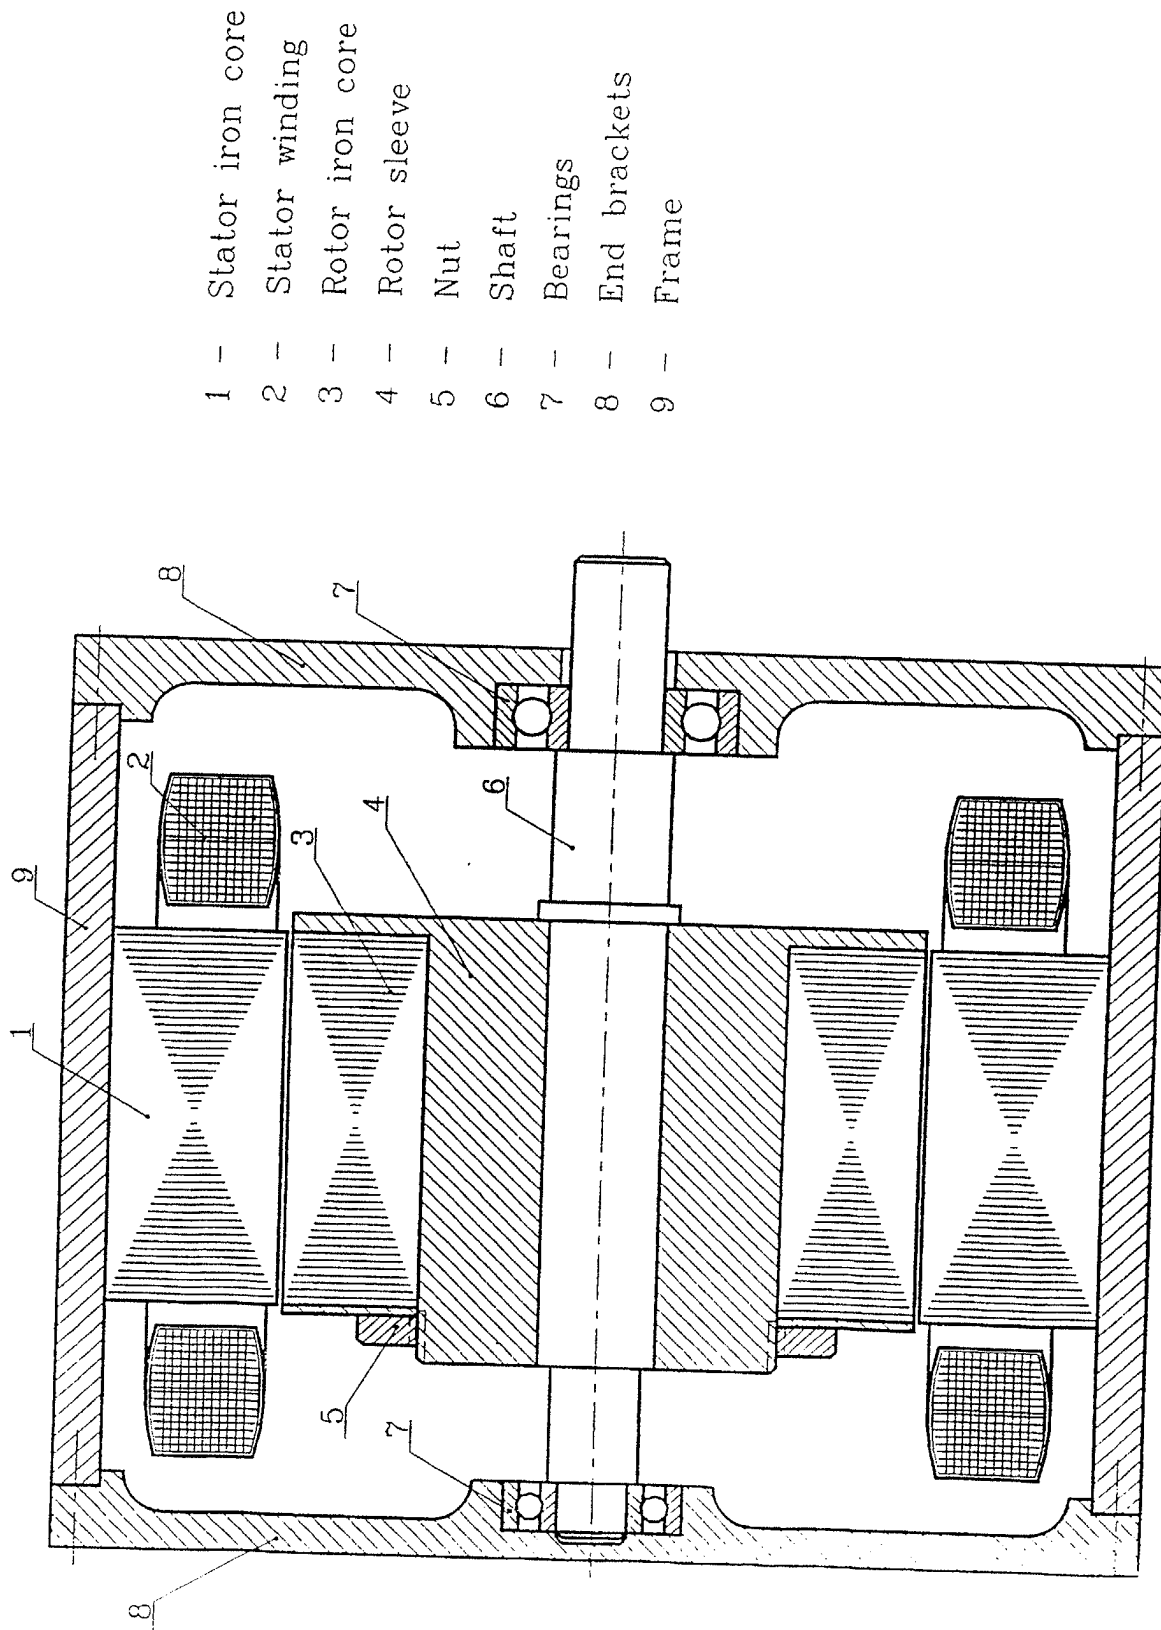 1 - Stator iron core
2 - Stator winding
3 - Rotor iron core
4 - Rotor sleeve
5 - Nut
6 - Shaft
7 - Bearings
8 - End brackets
9 - Frame
8
7
2
6
4
3
9
1
5
7
8